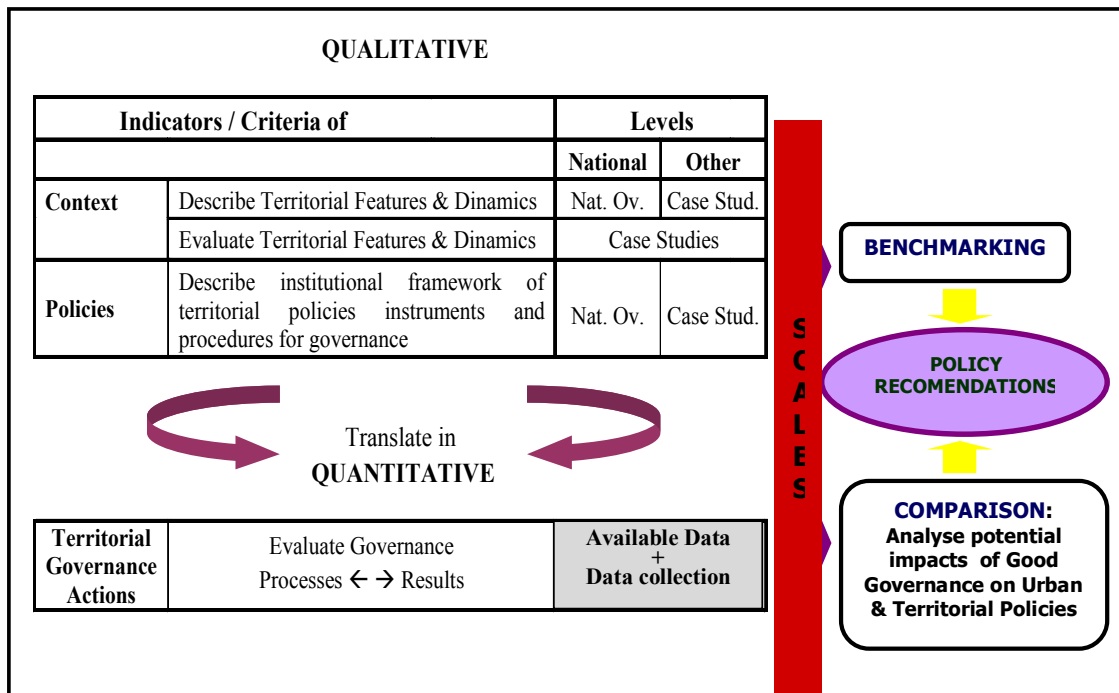 QUALITATIVE
Indicators / Criteria of
Levels
National
Other
Context
Describe Territorial Features & Dinamics
Nat. Ov.
Case Stud.
Evaluate Territorial Features & Dinamics
Case Studies
Policies
Describe institutional framework of
territorial policies instruments and
procedures for governance
Nat. Ov.
Case Stud.
Translate in
QUANTITATIVE
Territorial
Governance
Actions
Evaluate Governance
Processes ← → Results
Available Data
+
Data collection
SCALES
BENCHMARKING
POLICY
RECOMENDATIONS
COMPARISON:
Analyse potential
impacts of Good
Governance on Urban
& Territorial Policies